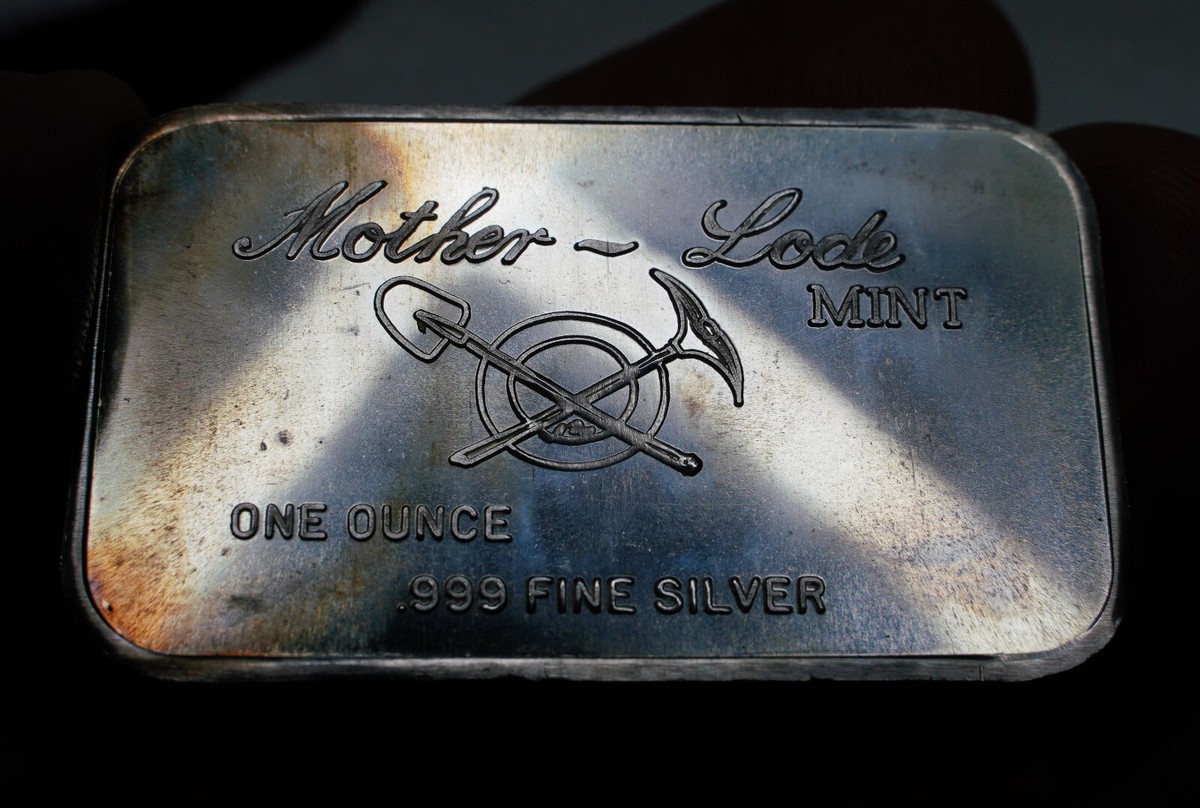 Mother - Lode
MINT
ONE OUNCE
.999 FINE SILVER